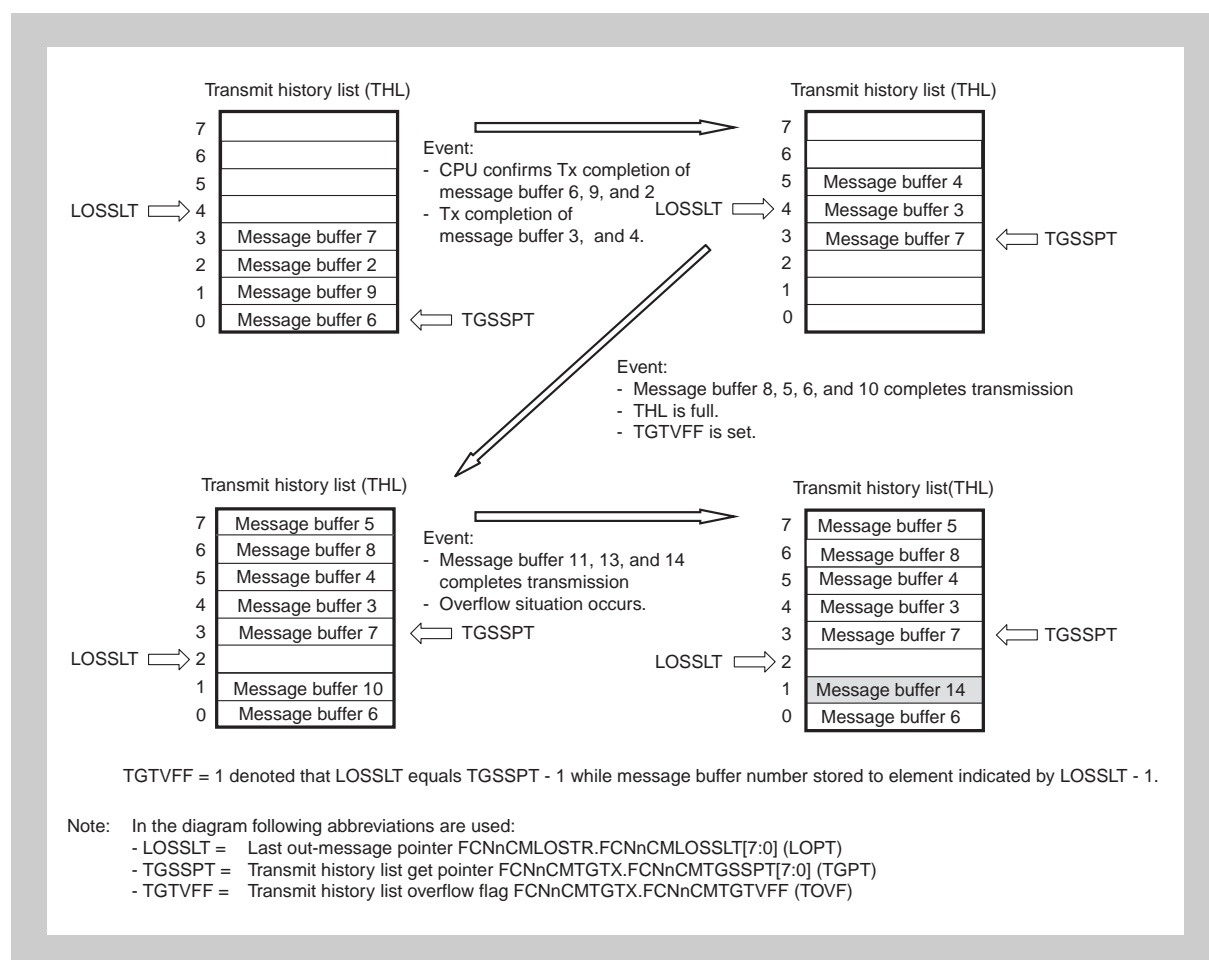 Transmit history list (THL)
7
6
5
LOSSLT 4
3 Message buffer 7
2 Message buffer 2
1 Message buffer 9
0 Message buffer 6 TGSSPT
Event:
- CPU confirms Tx completion of
message buffer 6, 9, and 2
- Tx completion of
message buffer 3, and 4.
Transmit history list (THL)
7
6
5 Message buffer 4
LOSSLT 4 Message buffer 3
3 Message buffer 7 TGSSPT
2
1
0
Event:
- Message buffer 8, 5, 6, and 10 completes transmission
- THL is full.
- TGTVFF is set.
Transmit history list (THL)
7 Message buffer 5
6 Message buffer 8
5 Message buffer 4
4 Message buffer 3
3 Message buffer 7 TGSSPT
LOSSLT 2
1 Message buffer 10
0 Message buffer 6
Event:
- Message buffer 11, 13, and 14
completes transmission
- Overflow situation occurs.
Transmit history list(THL)
7 Message buffer 5
6 Message buffer 8
5 Message buffer 4
4 Message buffer 3
3 Message buffer 7 TGSSPT
LOSSLT 2
1 Message buffer 14
0 Message buffer 6
TGTVFF = 1 denoted that LOSSLT equals TGSSPT - 1 while message buffer number stored to element indicated by LOSSLT - 1.
Note: In the diagram following abbreviations are used:
- LOSSLT = Last out-message pointer FCNnCMLOSTR.FCNnCMLOSSLT[7:0] (LOPT)
- TGSSPT = Transmit history list get pointer FCNnCMTGTX.FCNnCMTGSSPT[7:0] (TGPT)
- TGTVFF = Transmit history list overflow flag FCNnCMTGTX.FCNnCMTGTVFF (TOVF)